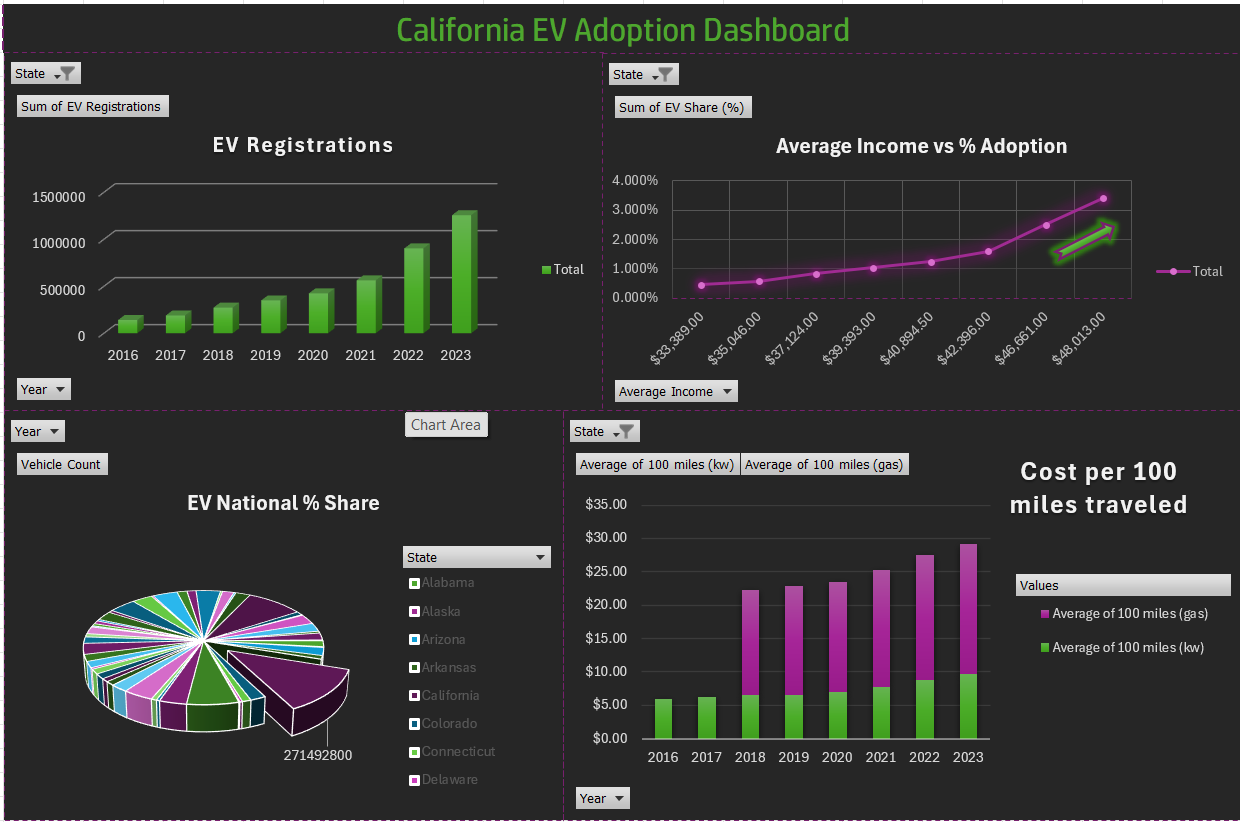 California EV Adoption Dashboard
State
Sum of EV Registrations
EV Registrations
1500000
1000000
500000
0
2016 2017 2018 2019 2020 2021 2022 2023
Total
Year
State
Sum of EV Share (%)
Average Income vs % Adoption
4.000%
3.000%
2.000%
1.000%
0.000%
$33,389.00 $35,046.00 $37,124.00 $39,393.00 $40,894.50 $42,396.00 $46,661.00 $48,013.00
Total
Average Income
Year
Chart Area
Vehicle Count
EV National % Share
State
Alabama
Alaska
Arizona
Arkansas
California
Colorado
Connecticut
Delaware
271492800
State
Average of 100 miles (kw) Average of 100 miles (gas)
Cost per 100
miles traveled
$35.00
$30.00
$25.00
$20.00
$15.00
$10.00
$5.00
$0.00
2016 2017 2018 2019 2020 2021 2022 2023
Values
Average of 100 miles (gas)
Average of 100 miles (kw)
Year